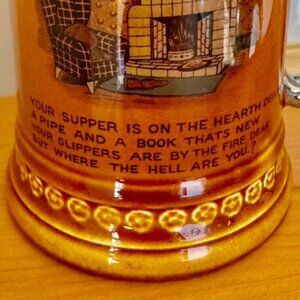 YOUR SUPPER IS ON THE HEARTH DEAR
A PIPE AND A BOOK THATS NEW
YOUR SLIPPERS ARE BY THE FIRE DEAR
BUT WHERE THE HELL ARE YOU.?